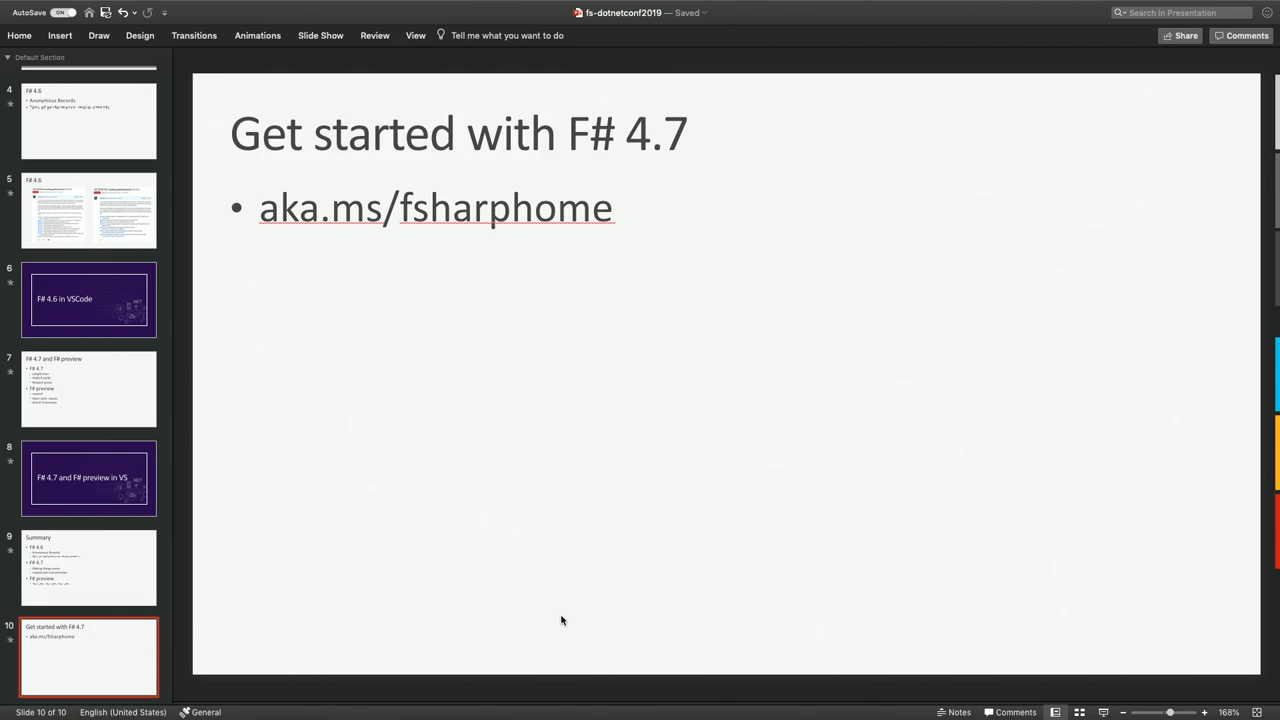 AutoSave ON
fs-dotnetconf2019 — Saved
Search in Presentation
Home Insert Draw Design Transitions Animations Slide Show Review View Tell me what you want to do
Share Comments
Default Section
4
F# 4.6
Anonymous Records
5
F# 4.6
6
F# 4.6 in VSCode
7
F# 4.7 and F# preview
• F# 4.7
• F# preview
8
F# 4.7 and F# preview in VS
9
Summary
• F# 4.6
Anonymous Records
• F# 4.7
• F# preview
10
Get started with F# 4.7
• aka.ms/fsharphome
Get started with F# 4.7
• aka.ms/fsharphome
Slide 10 of 10 English (United States) General
Notes Comments 168%